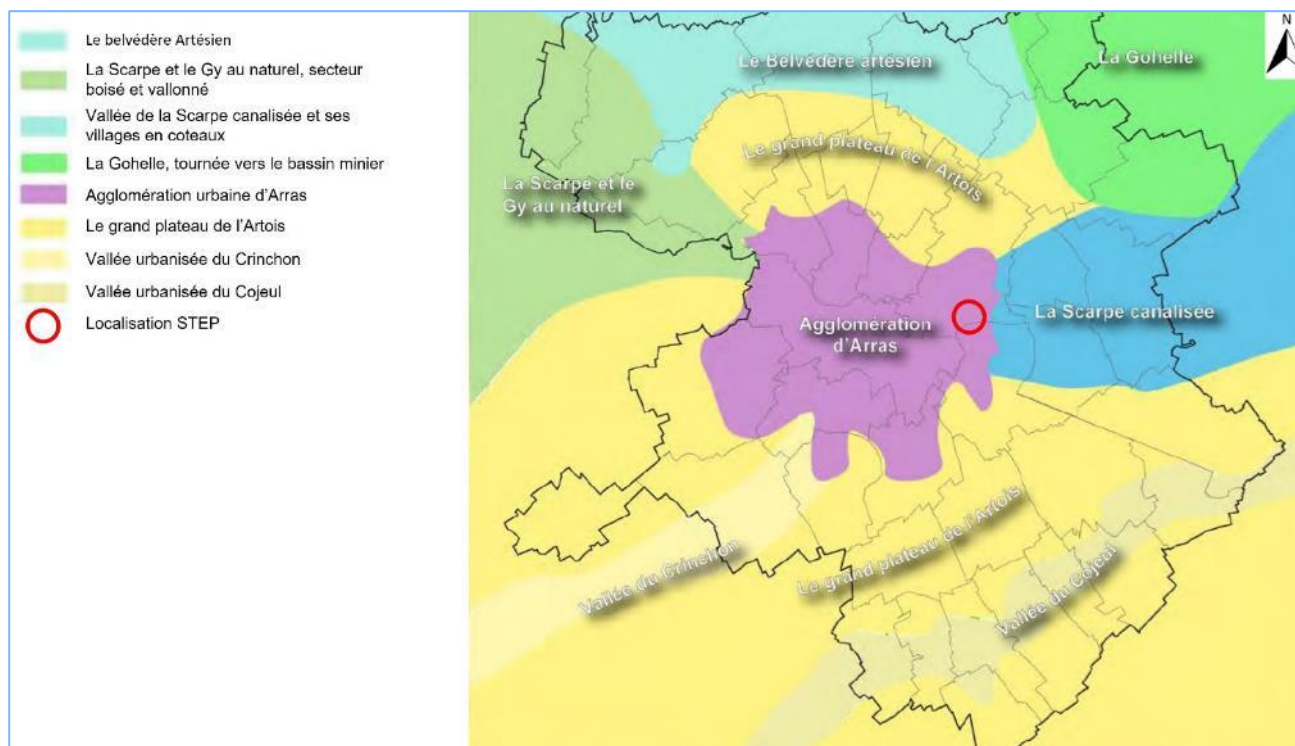 Le belvédère Artésien
La Scarpe et le Gy au naturel, secteur
boisé et vallonné
Vallée de la Scarpe canalisée et ses
villages en coteaux
La Gohelle, tournée vers le bassin minier
Agglomération urbaine d'Arras
Le grand plateau de l'Artois
Vallée urbanisée du Crinchon
Vallée urbanisée du Cojeul
Localisation STEP
N
Le Belvédère artésien
La Gohelle
Le grand plateau de l'Artois
La Scarpe et le
Gy au naturel
La Scarpe canalisée
Agglomération
d'Arras
Vallée du Crinchon
Le grand plateau de l'Artois
Vallée du Cojeul